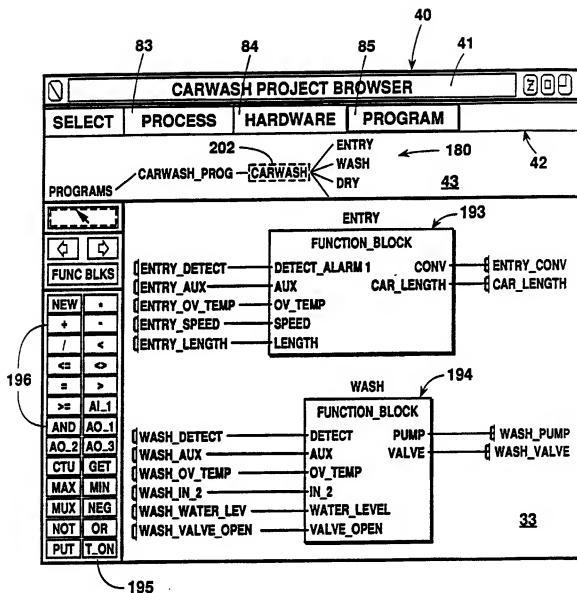 40
83 84 85 41
CARWASH PROJECT BROWSER Z
SELECT PROCESS HARDWARE PROGRAM
202 180 42
PROGRAMS CARWASH_PROG CARWASH ENTRY
WASH
DRY
43
FUNC BLKS
NEW *
+ -
/ <
<= <>
= >
>= AI_1
AND AO_1
AO_2 AO_3
CTU GET
MAX MIN
MUX NEG
NOT OR
PUT T_ON
196
195
ENTRY 193
FUNCTION_BLOCK
ENTRY_DETECT DETECT_ALARM 1 CONV ENTRY_CONV
ENTRY_AUX AUX CAR_LENGTH CAR_LENGTH
ENTRY_OV_TEMP OV_TEMP
ENTRY_SPEED SPEED
ENTRY_LENGTH LENGTH
WASH 194
FUNCTION_BLOCK
WASH_DETECT DETECT PUMP WASH_PUMP
WASH_AUX AUX VALVE WASH_VALVE
WASH_OV_TEMP OV_TEMP
WASH_IN_2 IN_2
WASH_WATER_LEV WATER_LEVEL
WASH_VALVE_OPEN VALVE_OPEN
33